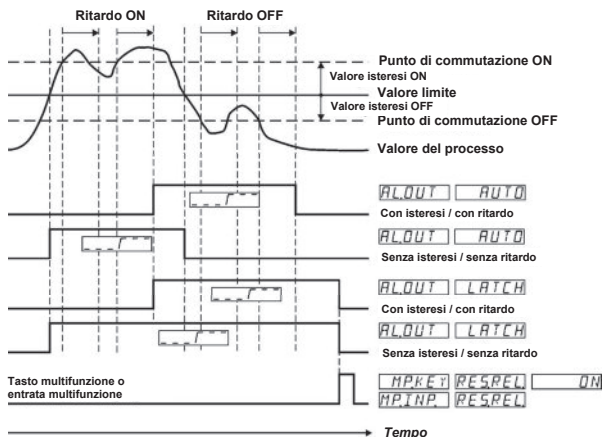 Ritardo ON Ritardo OFF
Punto di commutazione ON
Valore isteresi ON
Valore limite
Valore isteresi OFF
Punto di commutazione OFF
Valore del processo
AL.OUT AUTO
Con isteresi / con ritardo
AL.OUT AUTO
Senza isteresi / senza ritardo
AL.OUT LATCH
Con isteresi / con ritardo
AL.OUT LATCH
Senza isteresi / senza ritardo
Tasto multifunzione o
entrata multifunzione
MP.KEY RES.REL. ON
MP.INP. RES.REL.
Tempo